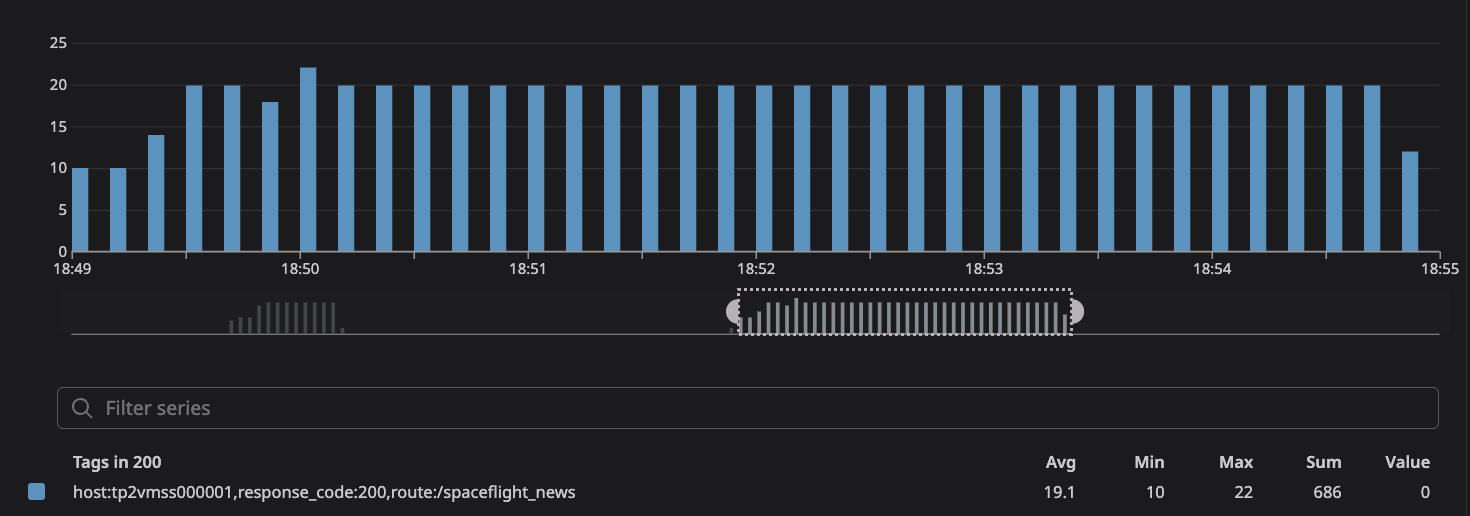 25
20
15
10
5
0
18:49 18:50 18:51 18:52 18:53 18:54 18:55
Filter series
Tags in 200 Avg Min Max Sum Value
host:tp2vmss000001,response_code:200,route:/spaceflight_news 19.1 10 22 686 0